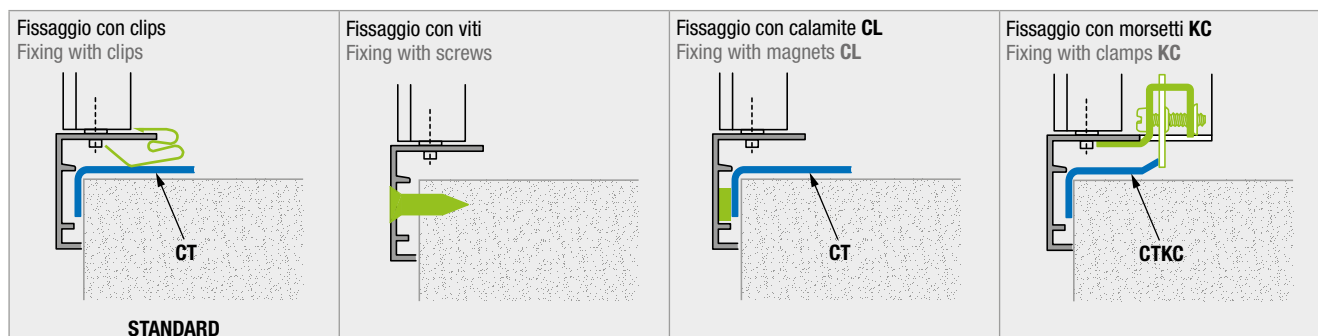 Fissaggio con clips
Fixing with clips
CT
STANDARD
Fissaggio con viti
Fixing with screws
Fissaggio con calamite CL
Fixing with magnets CL
CT
Fissaggio con morsetti KC
Fixing with clamps KC
CTKC